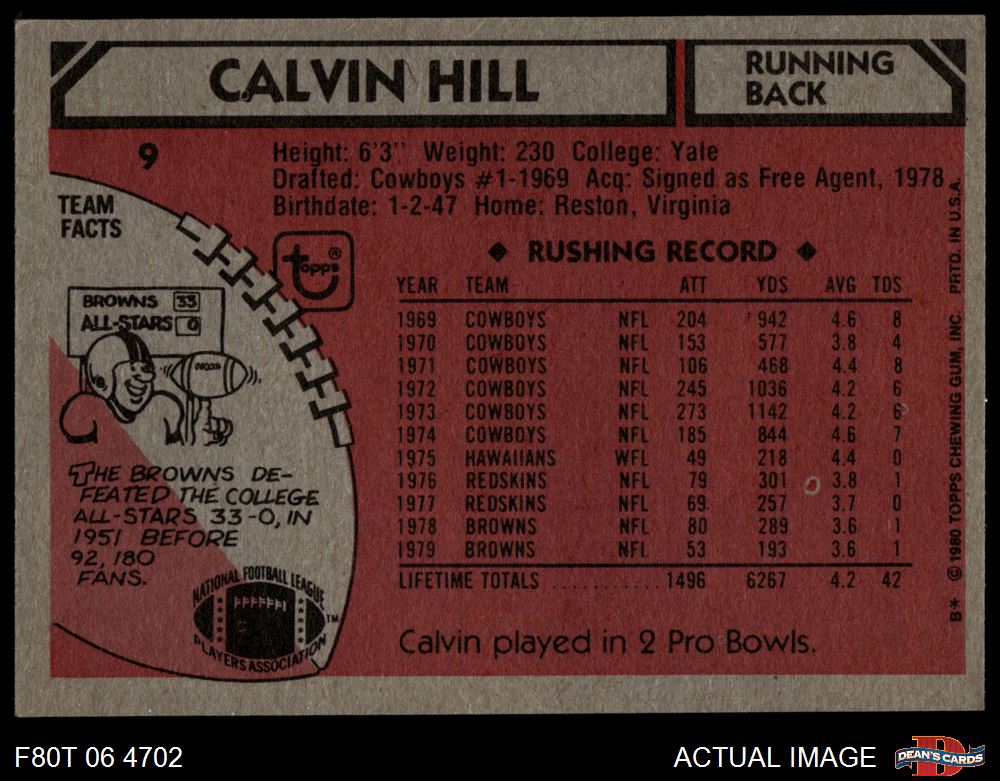 CALVIN HILL
RUNNING
BACK
9
Height: 6'3" Weight: 230 College: Yale
Drafted: Cowboys #1-1969 Acq: Signed as Free Agent, 1978
Birthdate: 1-2-47 Home: Reston, Virginia
TEAM
FACTS
topps®
BROWNS 33
ALL-STARS 0
THE BROWNS DE-
FEATED THE COLLEGE
ALL-STARS 33-0, IN
1951 BEFORE
92,180
FANS.
NATIONAL FOOTBALL LEAGUE
PLAYERS ASSOCIATION
TM
◆ RUSHING RECORD ◆
YEAR TEAM ATT YDS AVG TDS
1969 COWBOYS NFL 204 942 4.6 8
1970 COWBOYS NFL 153 577 3.8 4
1971 COWBOYS NFL 106 468 4.4 8
1972 COWBOYS NFL 245 1036 4.2 6
1973 COWBOYS NFL 273 1142 4.2 6
1974 COWBOYS NFL 185 844 4.6 7
1975 HAWAIIANS WFL 49 218 4.4 0
1976 REDSKINS NFL 79 301 3.8 1
1977 REDSKINS NFL 69 257 3.7 0
1978 BROWNS NFL 80 289 3.6 1
1979 BROWNS NFL 53 193 3.6 1
LIFETIME TOTALS .......... 1496 6267 4.2 42
Calvin played in 2 Pro Bowls.
B* © 1980 TOPPS CHEWING GUM, INC. PRTD. IN U.S.A.
F80T 06 4702
ACTUAL IMAGE
D
DEAN'S CARDS